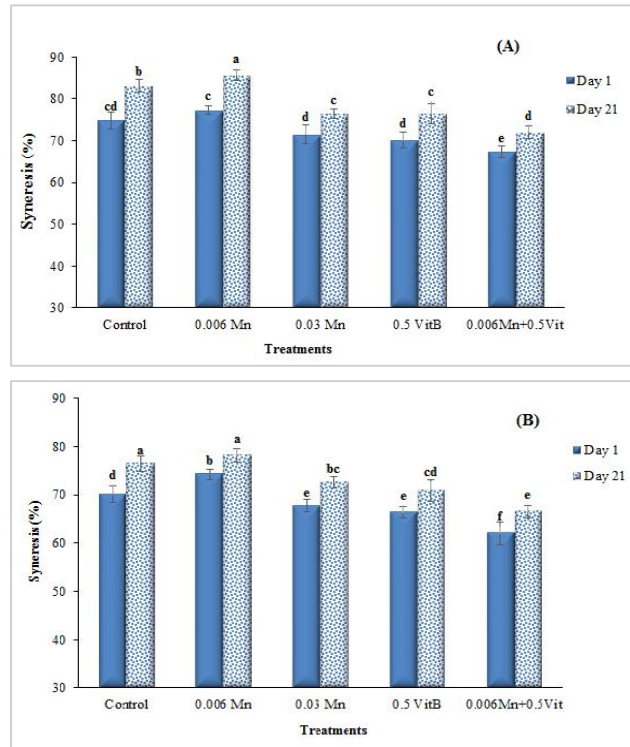 (A)
90
80
70
60
50
40
30
Syneresis (%)
cd
b
c
a
d
c
d
c
e
d
Day 1
Day 21
Control
0.006 Mn
0.03 Mn
0.5 VitB
0.006Mn+0.5Vit
Treatments
(B)
90
80
70
60
50
40
30
Syneresis (%)
d
a
b
a
e
bc
e
cd
f
e
Day 1
Day 21
Control
0.006 Mn
0.03 Mn
0.5 VitB
0.006Mn+0.5Vit
Treatments